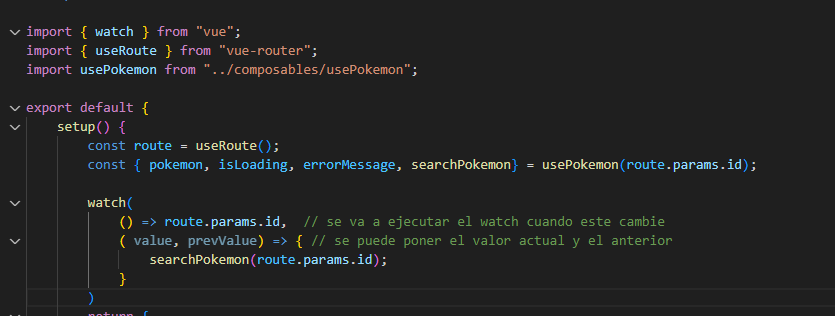 import { watch } from "vue";
import { useRoute } from "vue-router";
import usePokemon from "../composables/usePokemon";
export default {
setup() {
const route = useRoute();
const { pokemon, isLoading, errorMessage, searchPokemon} = usePokemon(route.params.id);
watch(
() => route.params.id,  // se va a ejecutar el watch cuando este cambie
( value, prevValue) => { // se puede poner el valor actual y el anterior
searchPokemon(route.params.id);
}
)
return {